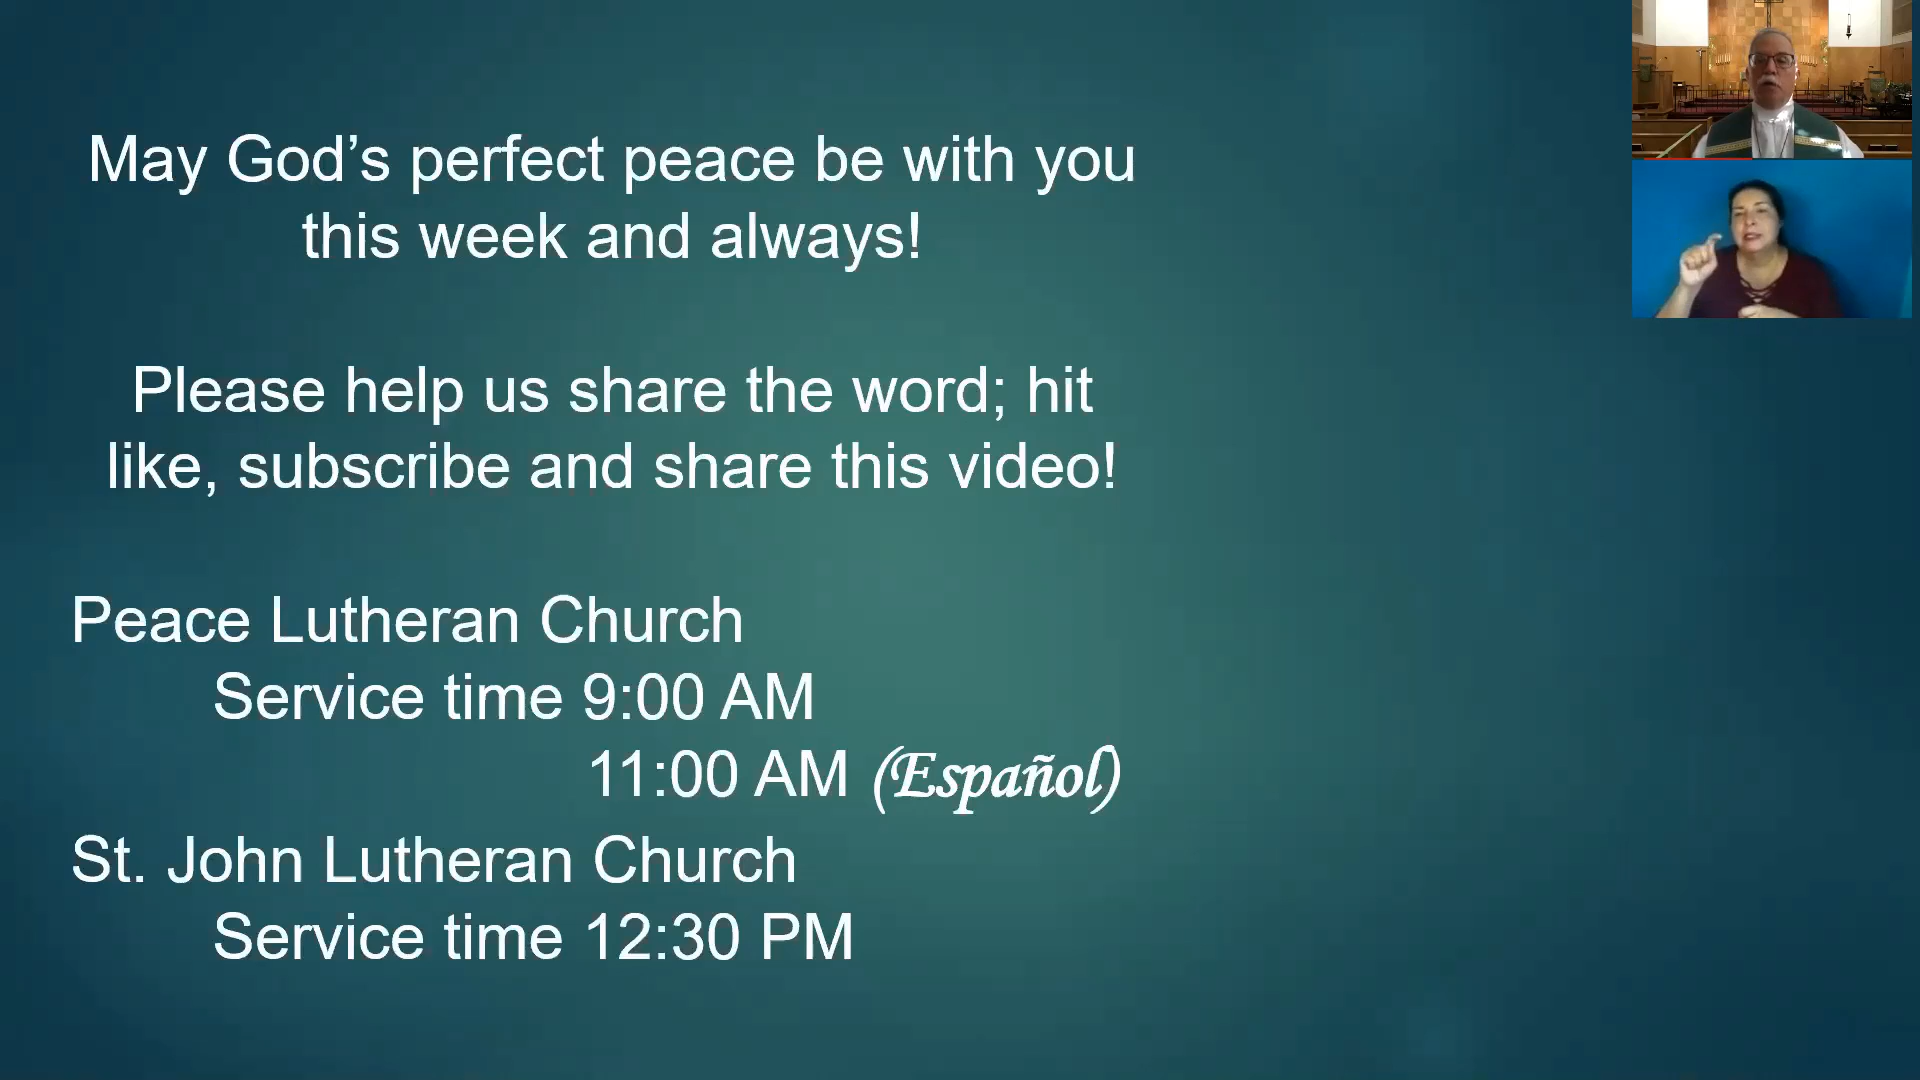 May God’s perfect peace be with you
this week and always!
Please help us share the word; hit
like, subscribe and share this video!
Peace Lutheran Church
Service time 9:00 AM
11:00 AM (Español)
St. John Lutheran Church
Service time 12:30 PM